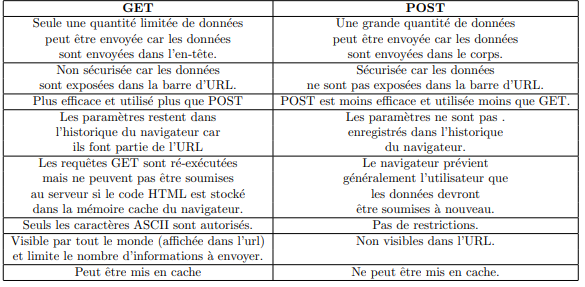 GET POST
Seule une quantité limitée de données Une grande quantité de données
peut être envoyée car les données peut être envoyée car les données
sont envoyées dans l'en-tête. sont envoyées dans le corps.
Non sécurisée car les données Sécurisée car les données
sont exposées dans la barre d'URL. ne sont pas exposées dans la barre d'URL.
Plus efficace et utilisé plus que POST POST est moins efficace et utilisée moins que GET.
Les paramètres restent dans Les paramètres ne sont pas .
l'historique du navigateur car enregistrés dans l'historique
ils font partie de l'URL du navigateur.
Les requêtes GET sont ré-exécutées Le navigateur prévient
mais ne peuvent pas être soumises généralement l'utilisateur que
au serveur si le code HTML est stocké les données devront
dans la mémoire cache du navigateur. être soumises à nouveau.
Seuls les caractères ASCII sont autorisés. Pas de restrictions.
Visible par tout le monde (affichée dans l'url) Non visibles dans l'URL.
et limite le nombre d'informations à envoyer.
Peut être mis en cache Ne peut être mis en cache.